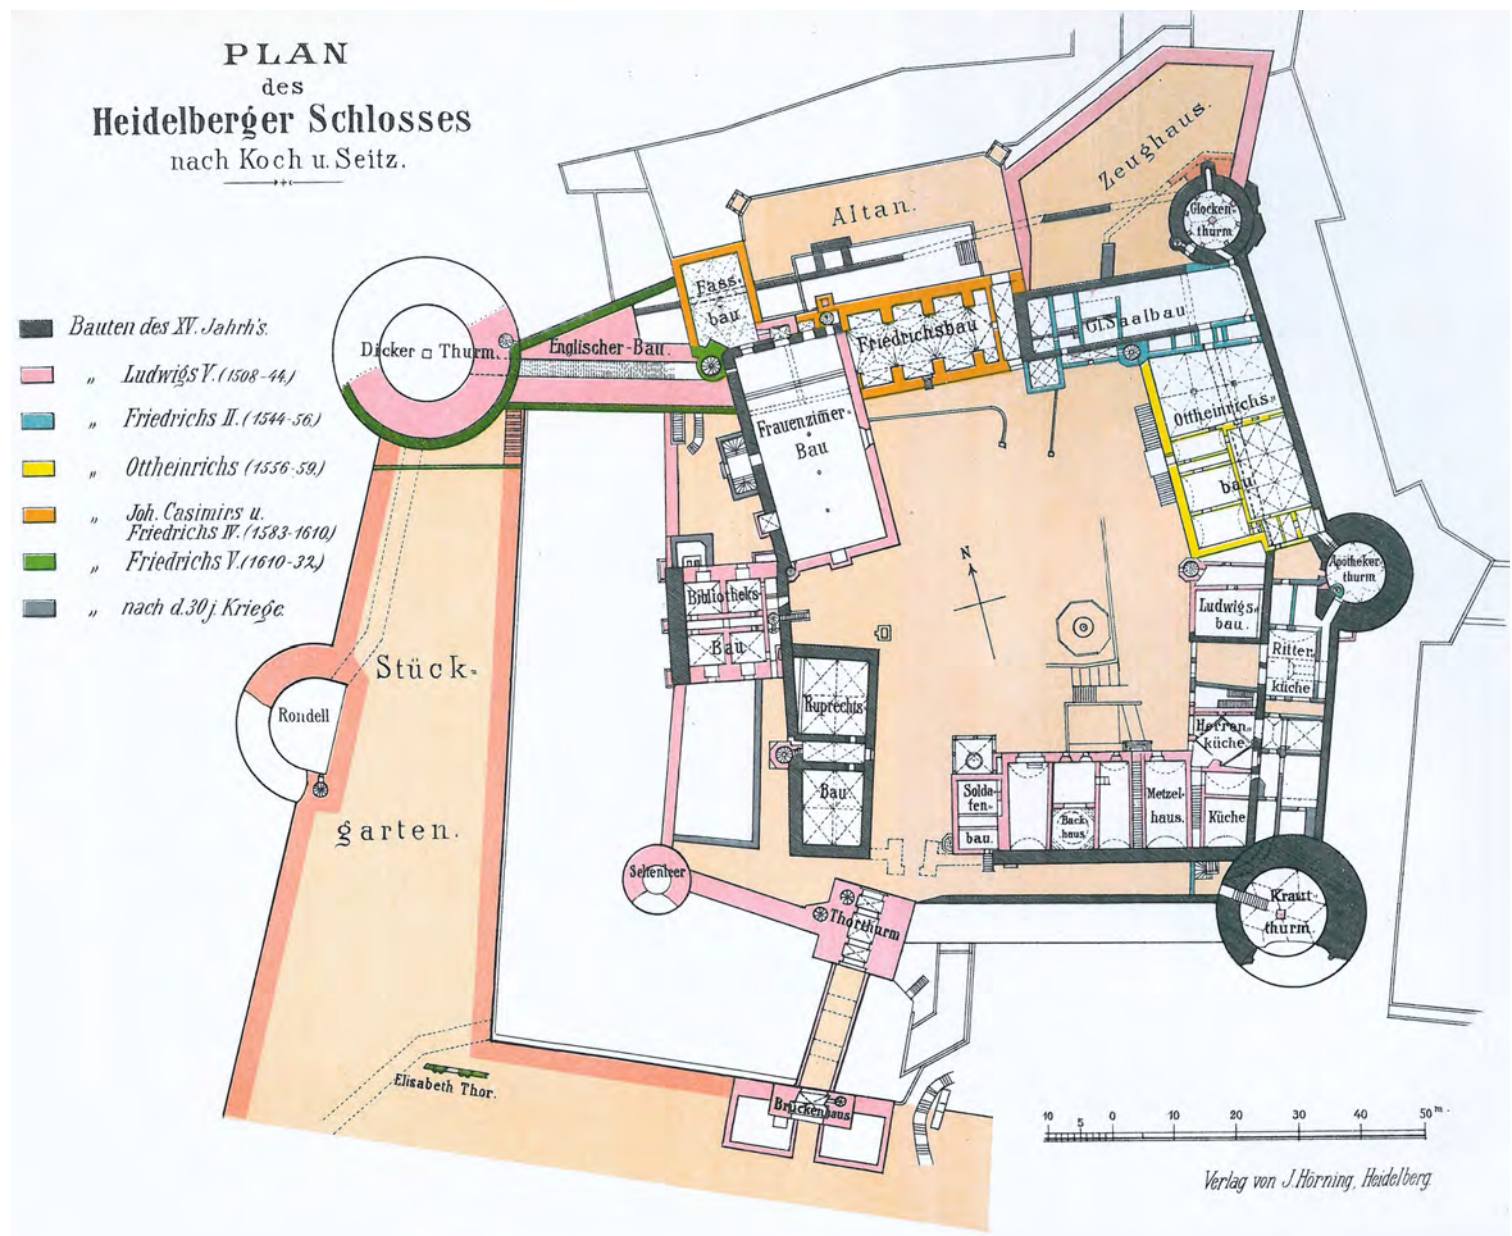 PLAN
des
Heidelberger Schlosses
nach Koch u. Seitz.
Bauten des XV. Jahrh's.
„ Ludwigs V. (1508-44.)
„ Friedrichs II. (1544-56.)
„ Ottheinrichs (1556-59.)
„ Joh. Casimirs u.
Friedrichs IV. (1583-1610)
„ Friedrichs V. (1610-32.)
„ nach d. 30 j. Kriege.
Zeughaus.
Altan.
Glocken-
thurm
Fass-
bau
Gl. Saalbau
Friedrichsbau
Dicker Thurm
Englischer-Bau.
Frauenzimer-
Bau
Ottheinrichs-
bau
N
Apotheker-
thurm
Bibliotheks
Bau
Ludwigs-
bau.
Ritter-
küche
Stück-
garten.
Rondell
Ruprechts
Bau
Herren-
küche
Solda-
ten-
bau.
Back
haus
Metzel-
haus.
Küche
Seltenleer
Thorthurm
Kraut-
thurm.
Elisabeth Thor.
Brückenhaus
10 5 0 10 20 30 40 50 m.
Verlag von J. Hörning, Heidelberg.